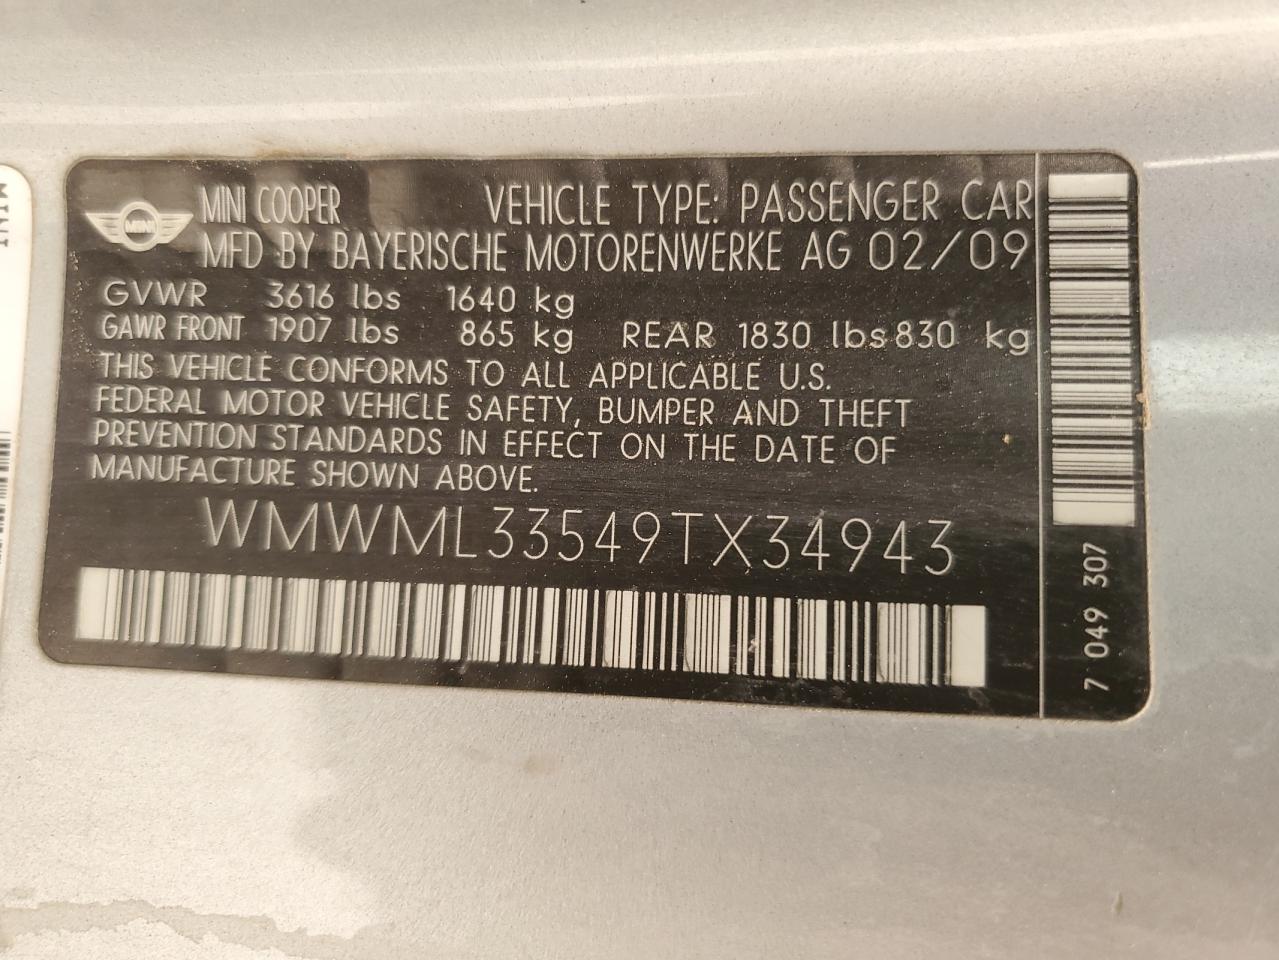 MINI
MINI COOPER VEHICLE TYPE: PASSENGER CAR
MFD BY BAYERISCHE MOTORENWERKE AG 02/09
GVWR 3616 lbs 1640 kg
GAWR FRONT 1907 lbs 865 kg REAR 1830 lbs 830 kg
THIS VEHICLE CONFORMS TO ALL APPLICABLE U.S.
FEDERAL MOTOR VEHICLE SAFETY, BUMPER AND THEFT
PREVENTION STANDARDS IN EFFECT ON THE DATE OF
MANUFACTURE SHOWN ABOVE.
WMWML33549TX34943
7 049 307
MINI